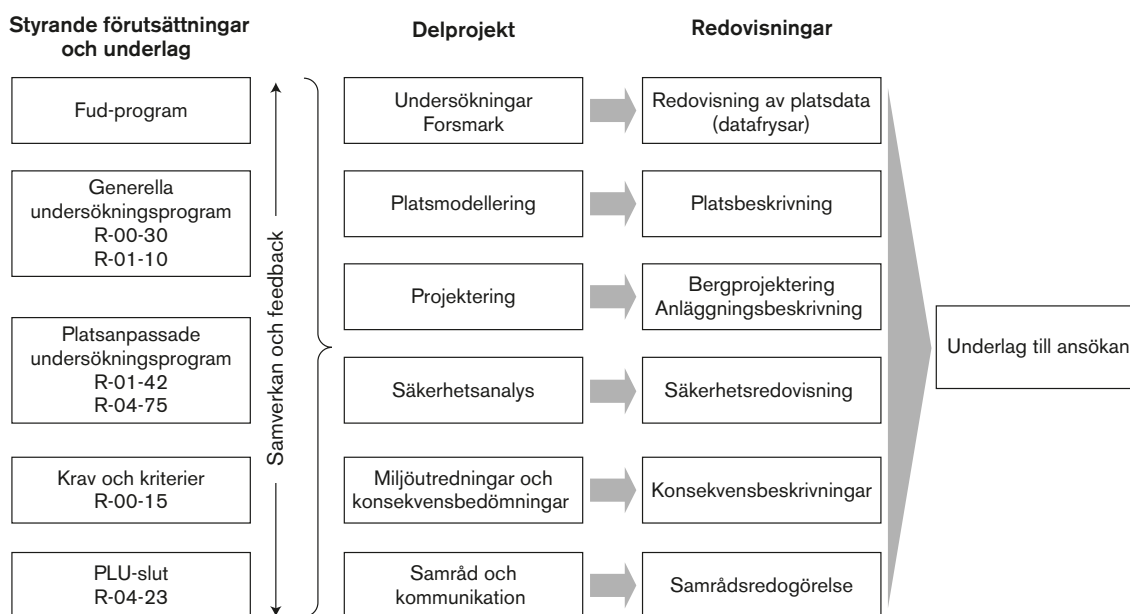 Styrande förutsättningar
och underlag
Fud-program
Generella
undersökningsprogram
R-00-30
R-01-10
Platsanpassade
undersökningsprogram
R-01-42
R-04-75
Krav och kriterier
R-00-15
PLU-slut
R-04-23
Samverkan och feedback
Delprojekt
Undersökningar
Forsmark
Platsmodellering
Projektering
Säkerhetsanalys
Miljöutredningar och
konsekvensbedömningar
Samråd och
kommunikation
Redovisningar
Redovisning av platsdata
(datafrysar)
Platsbeskrivning
Bergprojektering
Anläggningsbeskrivning
Säkerhetsredovisning
Konsekvensbeskrivningar
Samrådsredogörelse
Underlag till ansökan